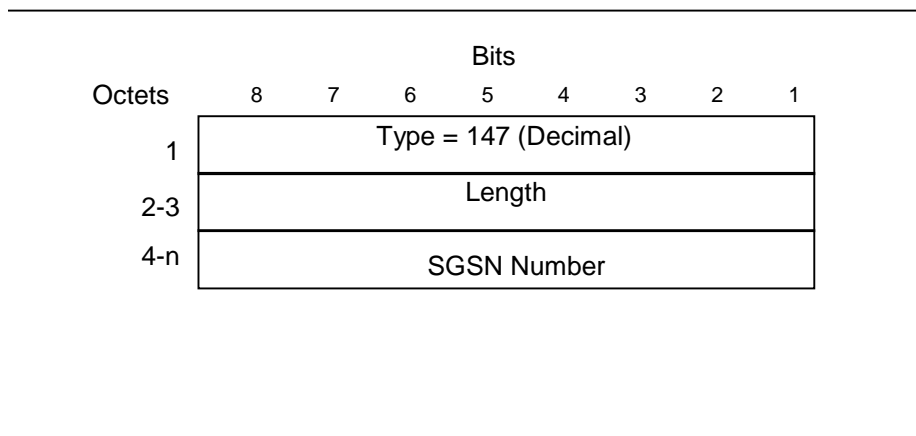 Bits
Octets 8 7 6 5 4 3 2 1
1 Type = 147 (Decimal)
2-3 Length
4-n SGSN Number